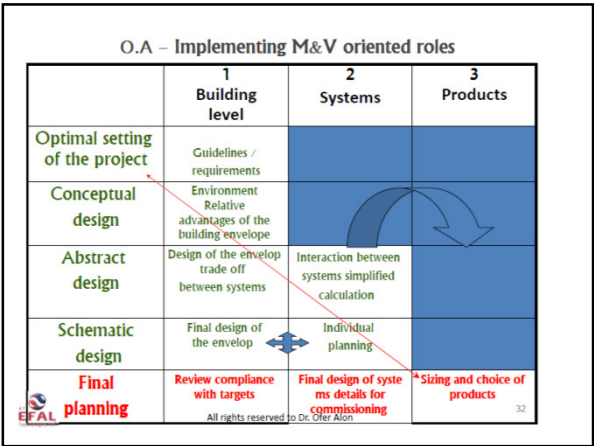 O.A – Implementing M&V oriented roles
1
Building
level
2
Systems
3
Products
Optimal setting
of the project
Guidelines /
requirements
Conceptual
design
Environment
Relative
advantages of the
building envelope
Abstract
design
Design of the envelop
trade off
between systems
Interaction between
systems simplified
calculation
Schematic
design
Final design of
the envelop
Individual
planning
Final
planning
Review compliance
with targets
Final design of syste
ms details for
commissioning
Sizing and choice of
products
EFAL
All rights reserved to Dr. Ofer Alon
32